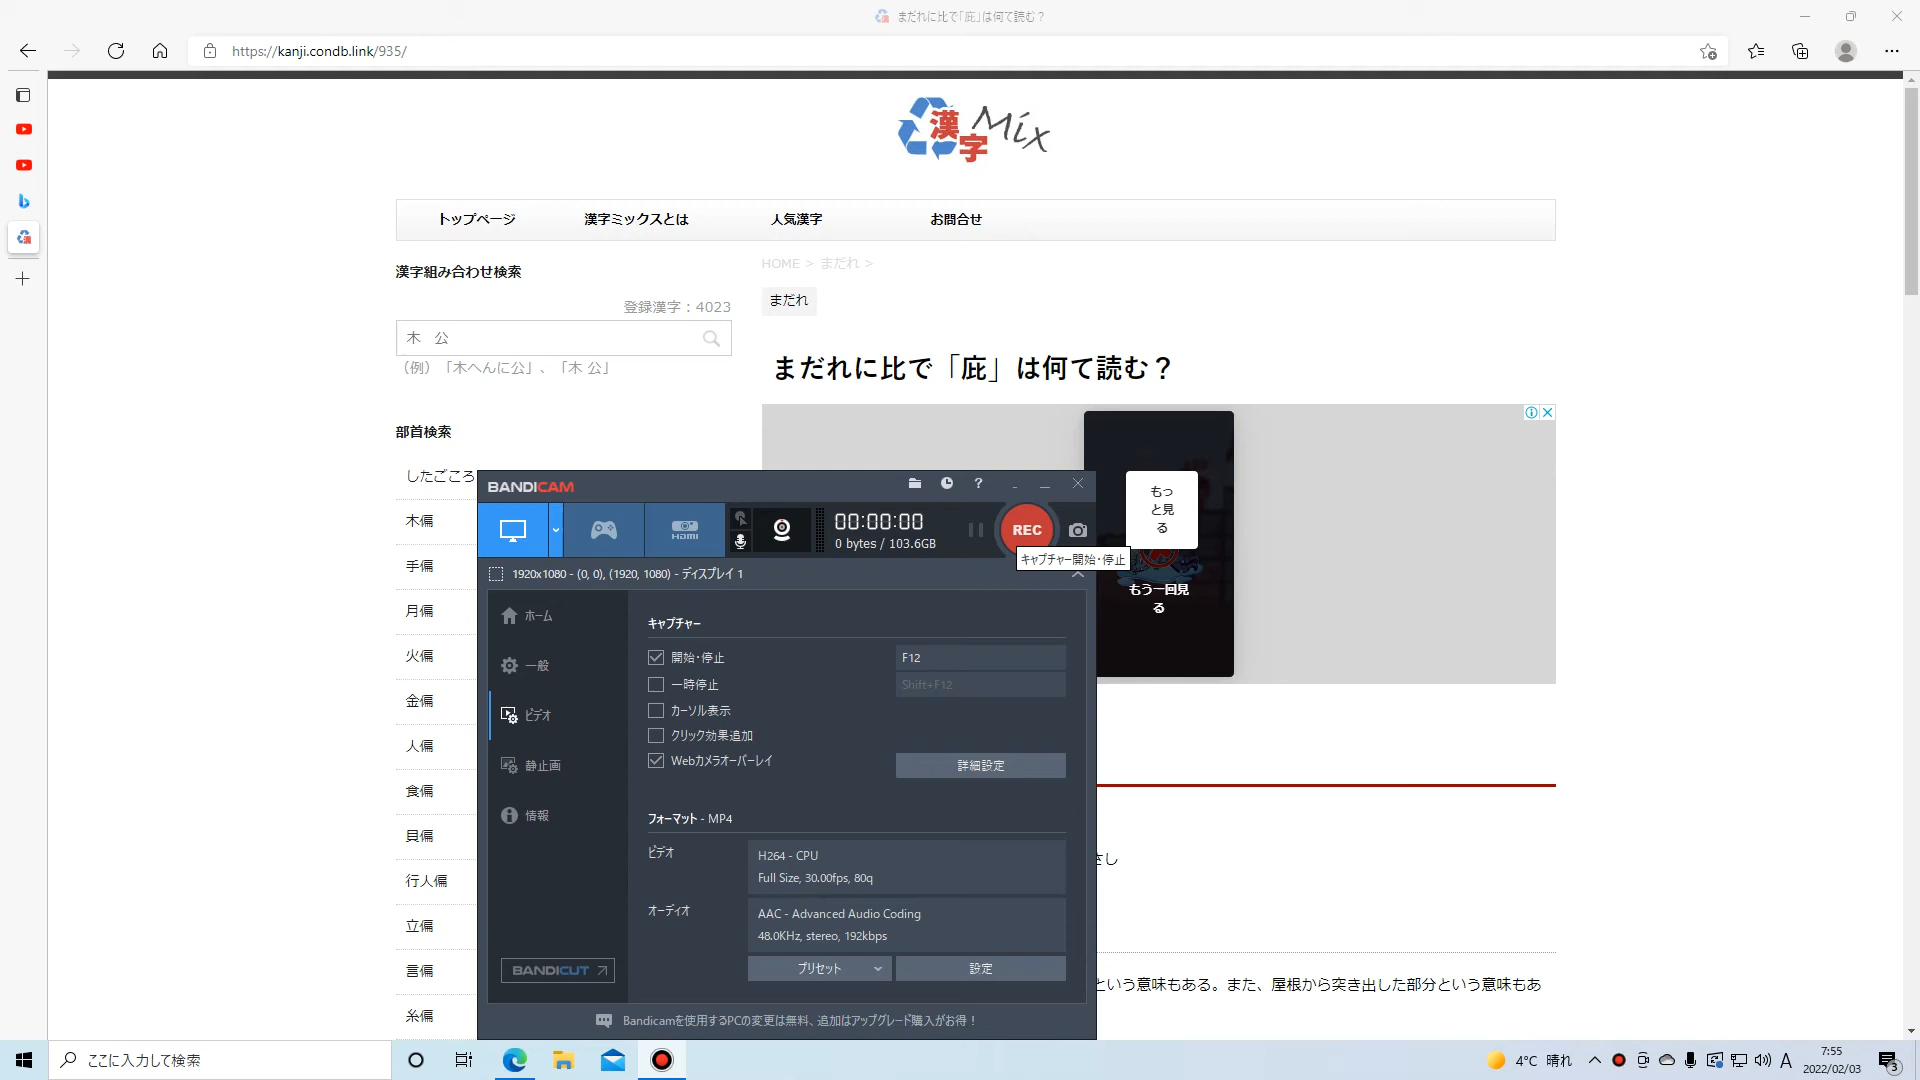 まだれに比で「庇」は何て読む？
https://kanji.condb.link/935/
漢字Mix
トップページ
漢字ミックスとは
人気漢字
お問合せ
漢字組み合わせ検索
登録漢字：4023
木　公
（例）「木へんに公」、「木 公」
部首検索
したごころ
木偏
手偏
月偏
火偏
金偏
人偏
食偏
貝偏
行人偏
立偏
言偏
糸偏
HOME > まだれ >
まだれ
まだれに比で「庇」は何て読む？
もっ
と見
る
もう一回見
る
さし
という意味もある。また、屋根から突き出した部分という意味もあ
BANDICAM
?
HDMI
00:00:00
0 bytes / 103.6GB
REC
キャプチャー開始・停止
1920x1080 - (0, 0), (1920, 1080) - ディスプレイ 1
ホーム
一般
ビデオ
静止画
情報
BANDICUT
キャプチャー
開始・停止
F12
一時停止
Shift+F12
カーソル表示
クリック効果追加
Webカメラオーバーレイ
詳細設定
フォーマット - MP4
ビデオ
H264 - CPU
Full Size, 30.00fps, 80q
オーディオ
AAC - Advanced Audio Coding
48.0KHz, stereo, 192kbps
プリセット
設定
Bandicamを使用するPCの変更は無料、追加はアップグレード購入がお得！
ここに入力して検索
4°C 晴れ
A
7:55
2022/02/03
3